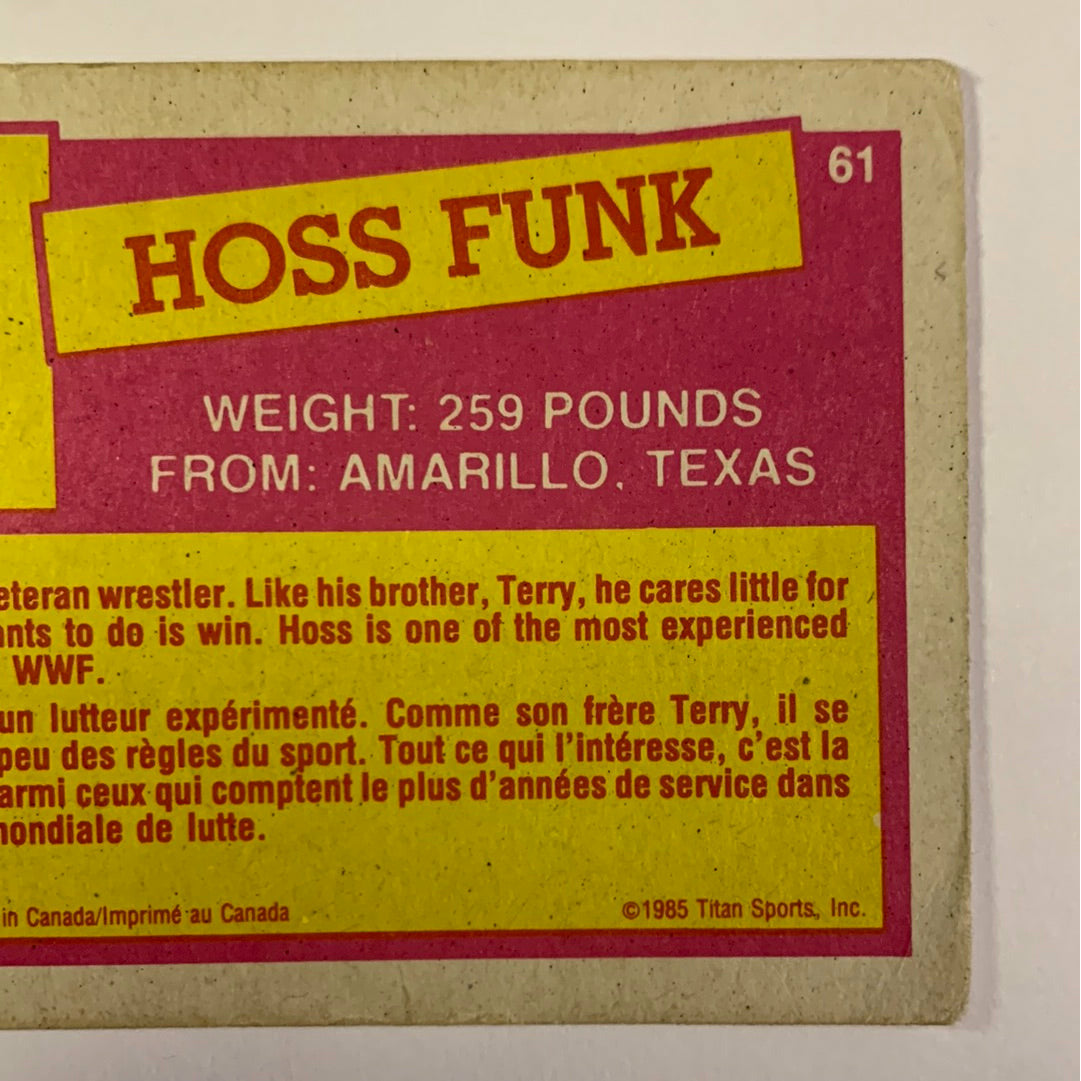 61
HOSS FUNK
WEIGHT: 259 POUNDS
FROM: AMARILLO, TEXAS
eteran wrestler. Like his brother, Terry, he cares little for
ants to do is win. Hoss is one of the most experienced
WWF.
un lutteur expérimenté. Comme son frère Terry, il se
peu des règles du sport. Tout ce qui l'intéresse, c'est la
armi ceux qui comptent le plus d'années de service dans
mondiale de lutte.
in Canada/Imprimé au Canada
©1985 Titan Sports, Inc.